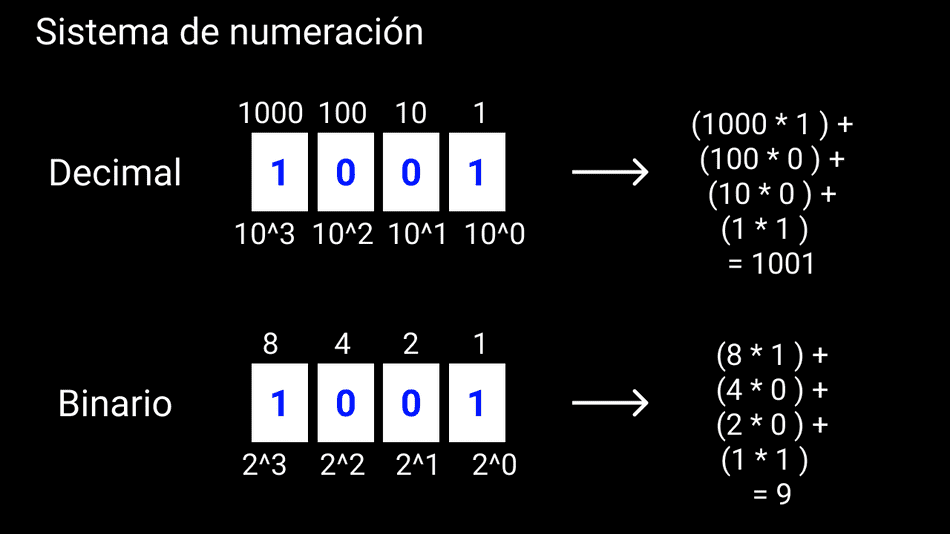 Sistema de numeración
1000 100 10 1
Decimal 1 0 0 1
10^3 10^2 10^1 10^0
(1000 * 1 ) +
(100 * 0 ) +
(10 * 0 ) +
(1 * 1 )
= 1001
8 4 2 1
Binario 1 0 0 1
2^3 2^2 2^1 2^0
(8 * 1 ) +
(4 * 0 ) +
(2 * 0 ) +
(1 * 1 )
= 9